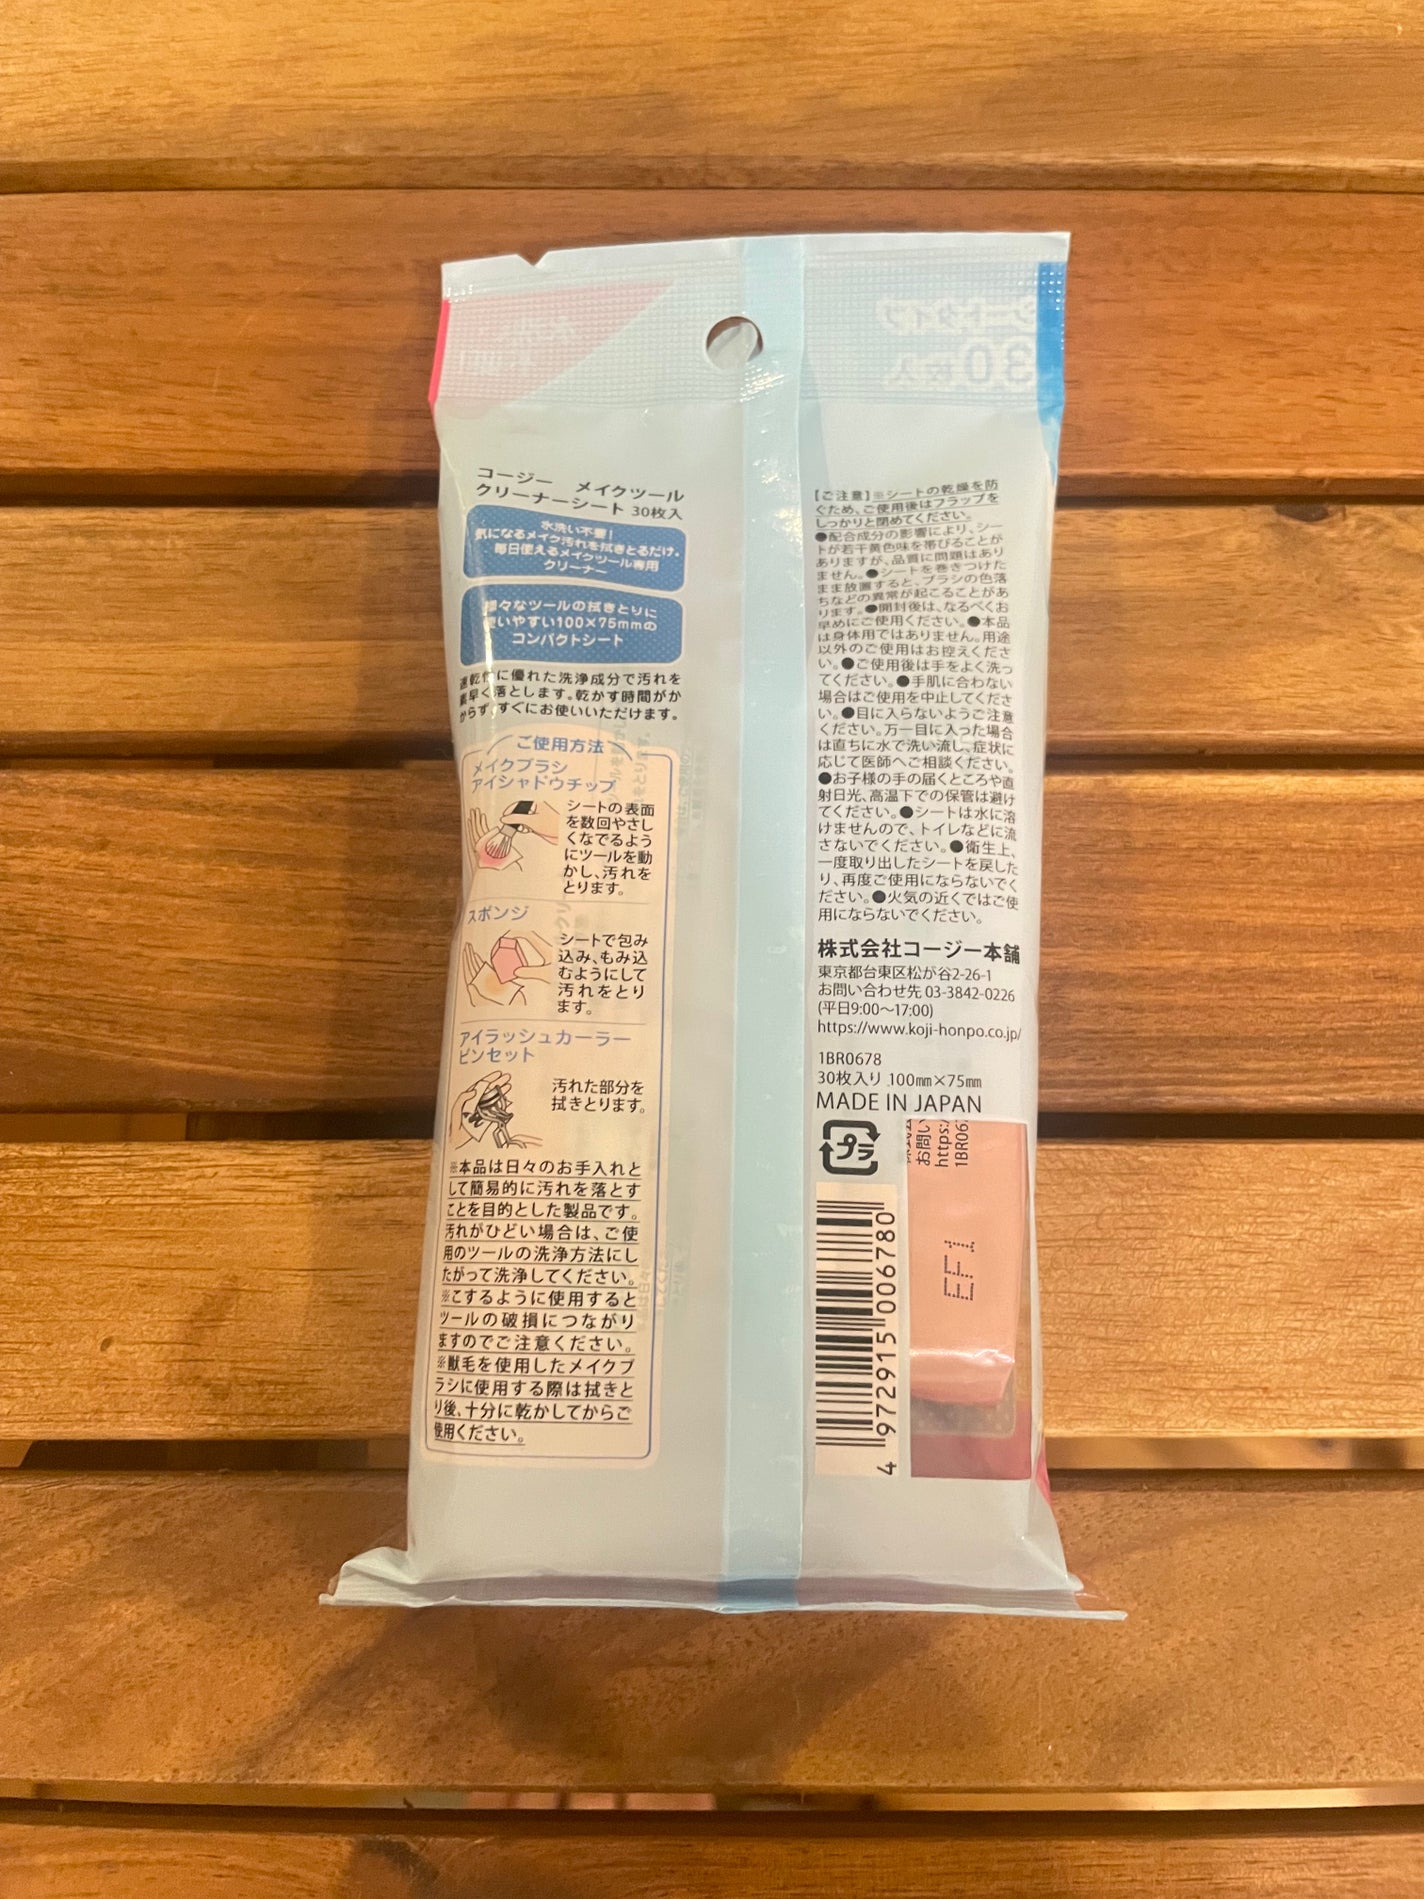 コージー メイクツール
クリーナーシート 30枚入
水洗い不要!
気になるメイク汚れを拭きとるだけ。
毎日使えるメイクツール専用
クリーナー
様々なツールの拭きとりに
使いやすい100×75mmの
コンパクトシート
速乾性に優れた洗浄成分で汚れを
素早く落とします。乾かす時間がか
からず、すぐにお使いいただけます。
ご使用方法
メイクブラシ
アイシャドウチップ
シートの表面
を数回やさし
くなでるよう
にツールを動
かし、汚れを
とります。
スポンジ
シートで包み
込み、もみ込
むようにして
汚れをとり
ます。
アイラッシュカーラー
ピンセット
汚れた部分を
拭きとります。
※本品は日々のお手入れと
して簡易的に汚れを落とす
ことを目的とした製品です。
汚れがひどい場合は、ご使
用のツールの洗浄方法にし
たがって洗浄してください。
※こするように使用すると
ツールの破損につながり
ますのでご注意ください。
※獣毛を使用したメイクブ
ラシに使用する際は拭きと
り後、十分に乾かしてからご
使用ください。
シートタイプ
30枚入
【ご注意】※シートの乾燥を防
ぐため、ご使用後はフラップを
しっかりと閉めてください。
●配合成分の影響により、シー
トが若干黄色味を帯びることが
ありますが、品質に問題はあり
ません。●シートを巻きつけた
まま放置すると、ブラシの色落
ちなどの異常が起こることがあ
ります。●開封後は、なるべくお
早めにご使用ください。●本品
は身体用ではありません。用途
以外のご使用はお控えくださ
い。●ご使用後は手をよく洗っ
てください。●手肌に合わない
場合はご使用を中止してくださ
い。●目に入らないようご注意
ください。万一目に入った場合
は直ちに水で洗い流し、症状に
応じて医師へご相談ください。
●お子様の手の届くところや直
射日光、高温下での保管は避け
てください。●シートは水に溶
けませんので、トイレなどに流
さないでください。●衛生上、
一度取り出したシートを戻した
り、再度ご使用にならないでく
ださい。●火気の近くではご使
用にならないでください。
株式会社コージー本舗
東京都台東区松が谷2-26-1
お問い合わせ先 03-3842-0226
(平日9:00〜17:00)
https://www.koji-honpo.co.jp/
1BR0678
30枚入り 100㎜×75㎜
MADE IN JAPAN
プラ
お問い
https:/
1BR06
EF1
4 972915 006780